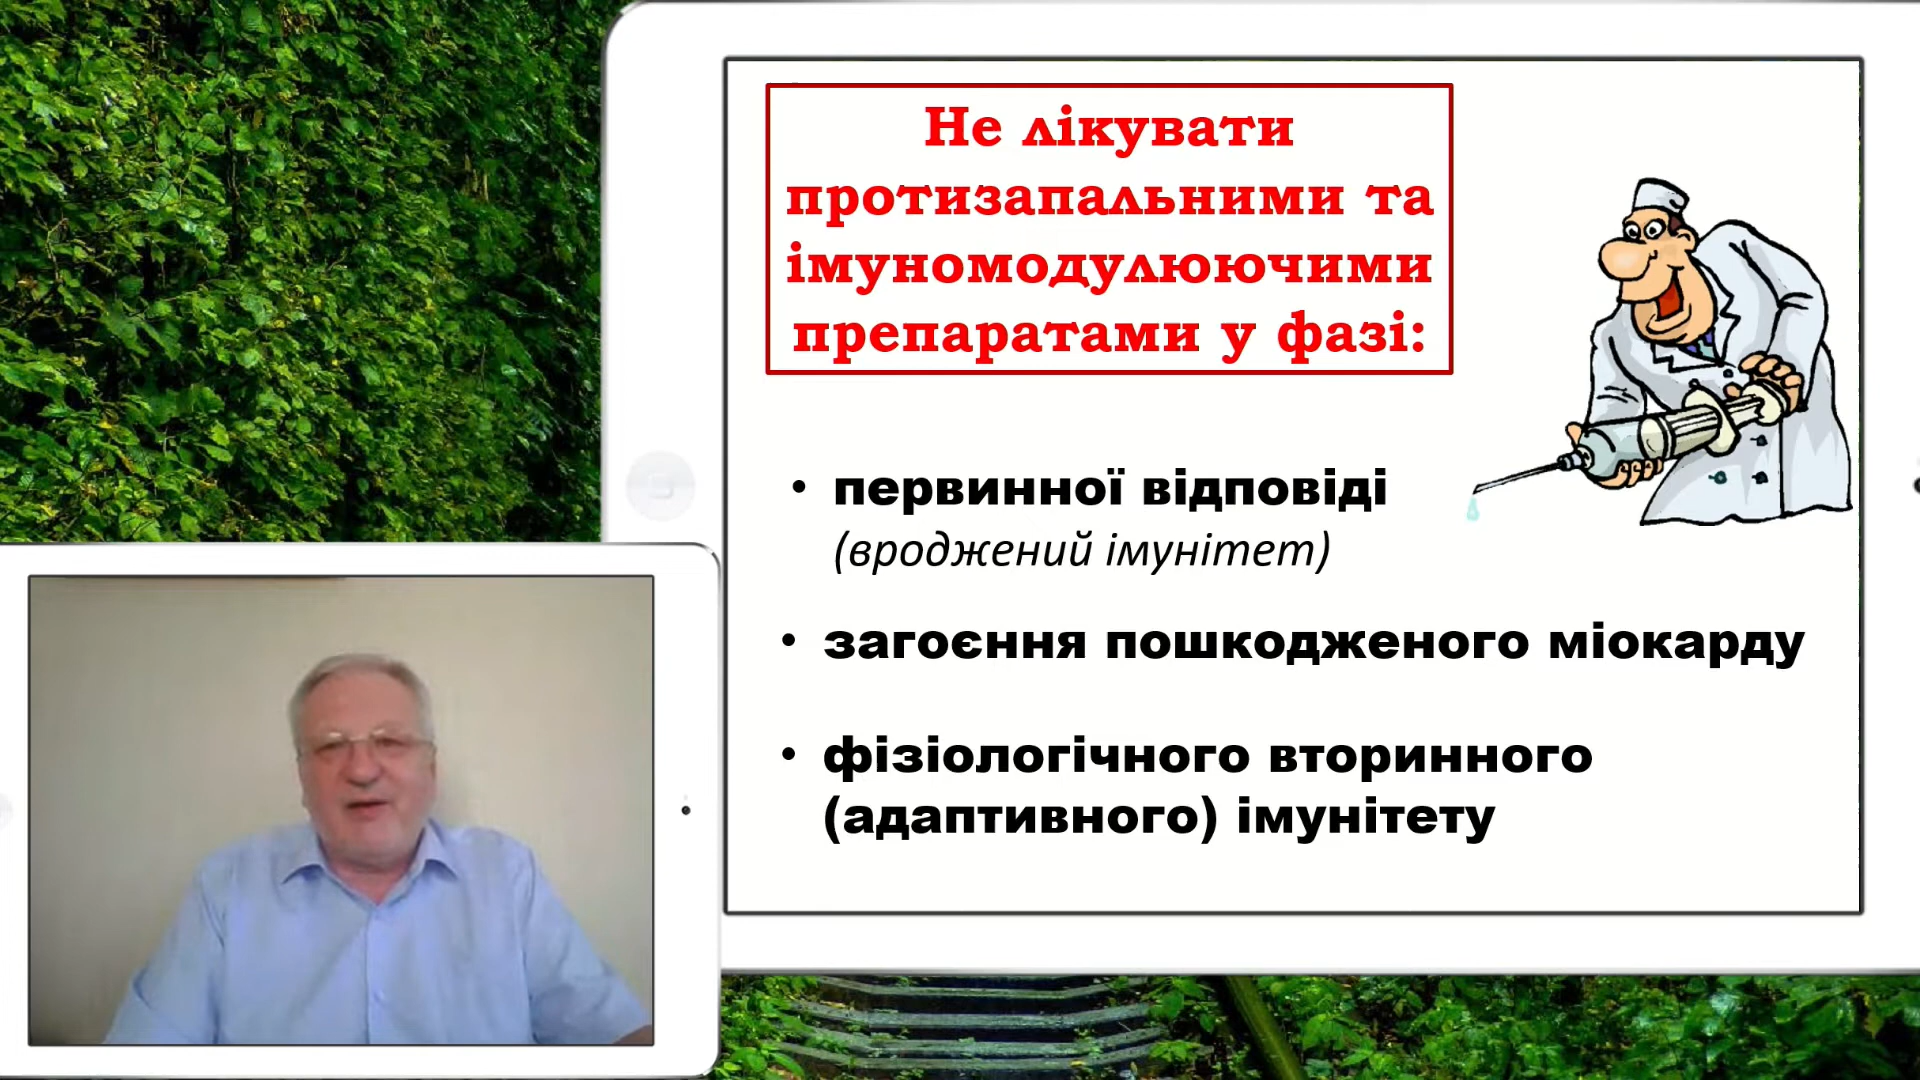 Не лікувати
протизапальними та
імуномодулюючими
препаратами у фазі:
• первинної відповіді
(вроджений імунітет)
• загоєння пошкодженого міокарду
• фізіологічного вторинного
(адаптивного) імунітету